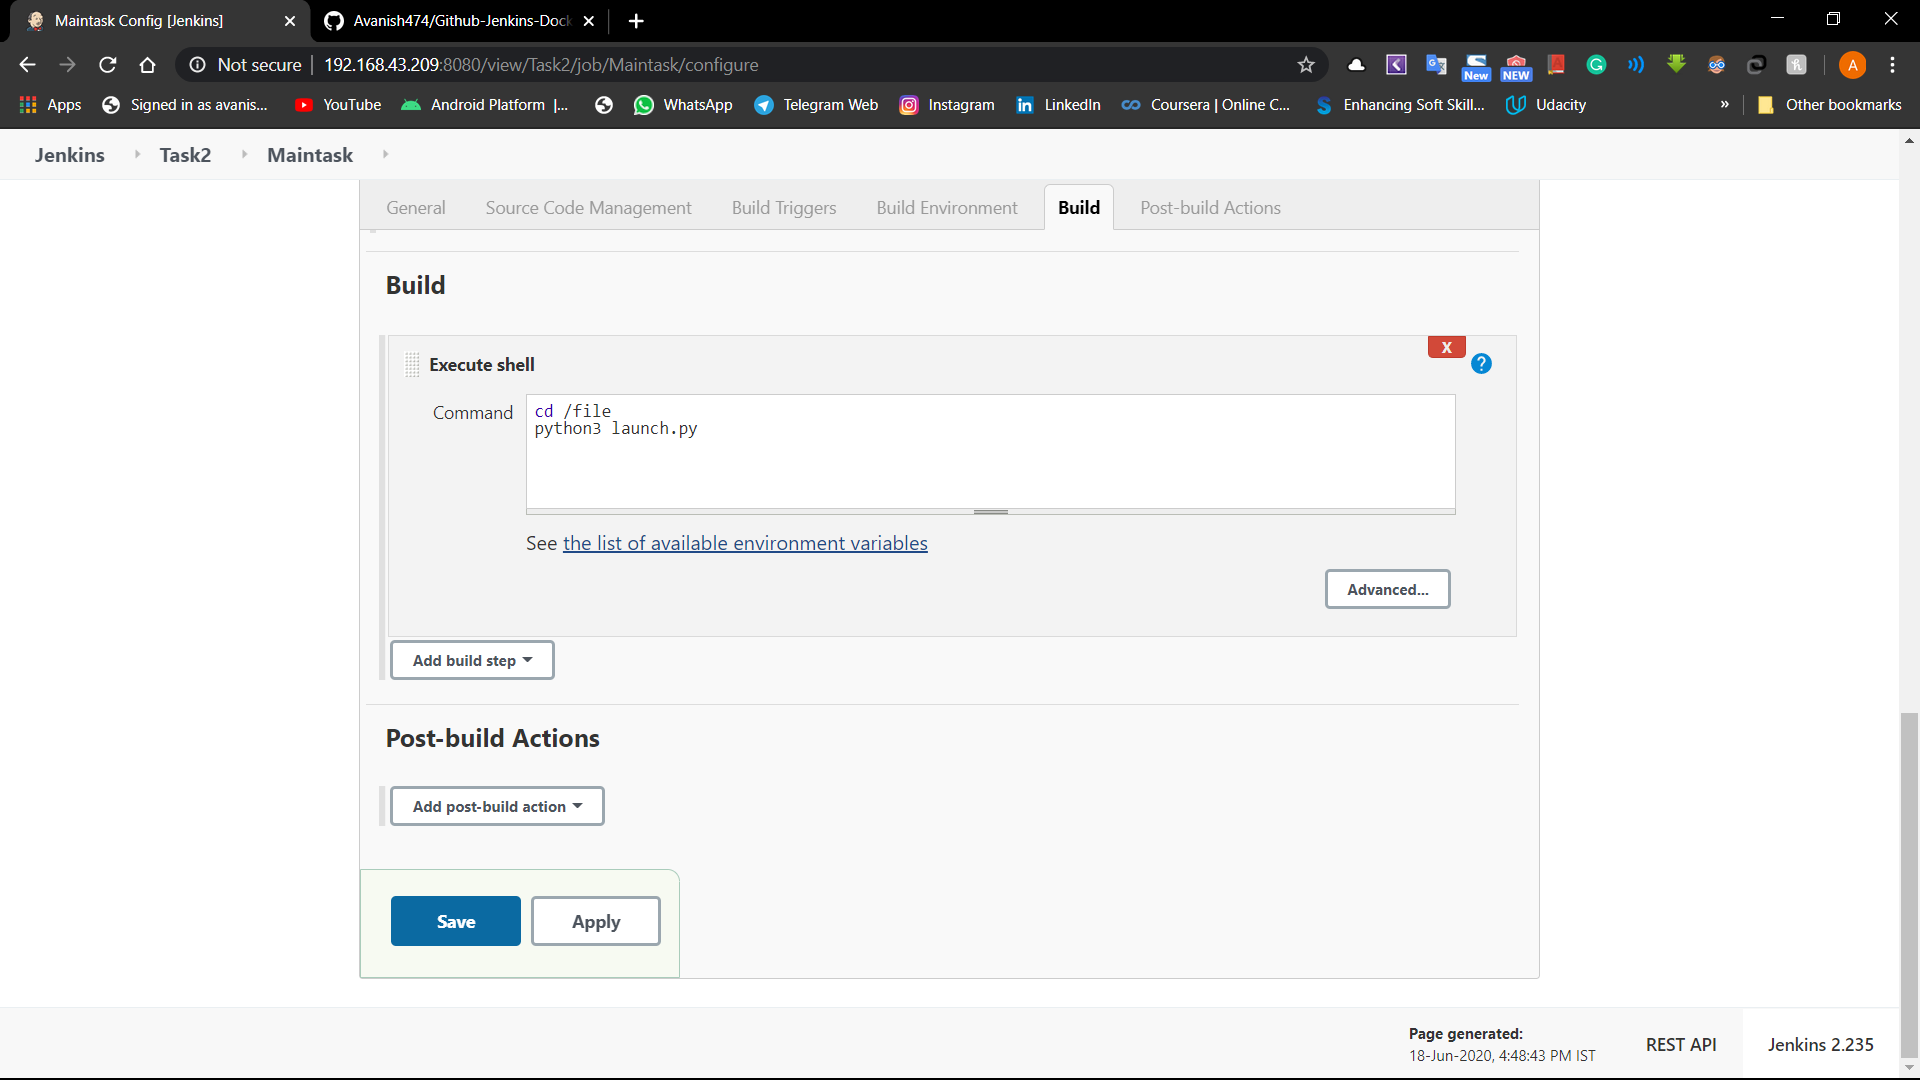 Maintask Config [Jenkins]
Avanish474/Github-Jenkins-Dock
Not secure
192.168.43.209:8080/view/Task2/job/Maintask/configure
New
NEW
A
Apps
Signed in as avanis...
YouTube
Android Platform |...
WhatsApp
Telegram Web
Instagram
LinkedIn
Coursera | Online C...
Enhancing Soft Skill...
Udacity
»
Other bookmarks
Jenkins
Task2
Maintask
General
Source Code Management
Build Triggers
Build Environment
Build
Post-build Actions
Build
Execute shell
X
?
Command
cd /file
python3 launch.py
See the list of available environment variables
Advanced...
Add build step
Post-build Actions
Add post-build action
Save
Apply
Page generated:
18-Jun-2020, 4:48:43 PM IST
REST API
Jenkins 2.235